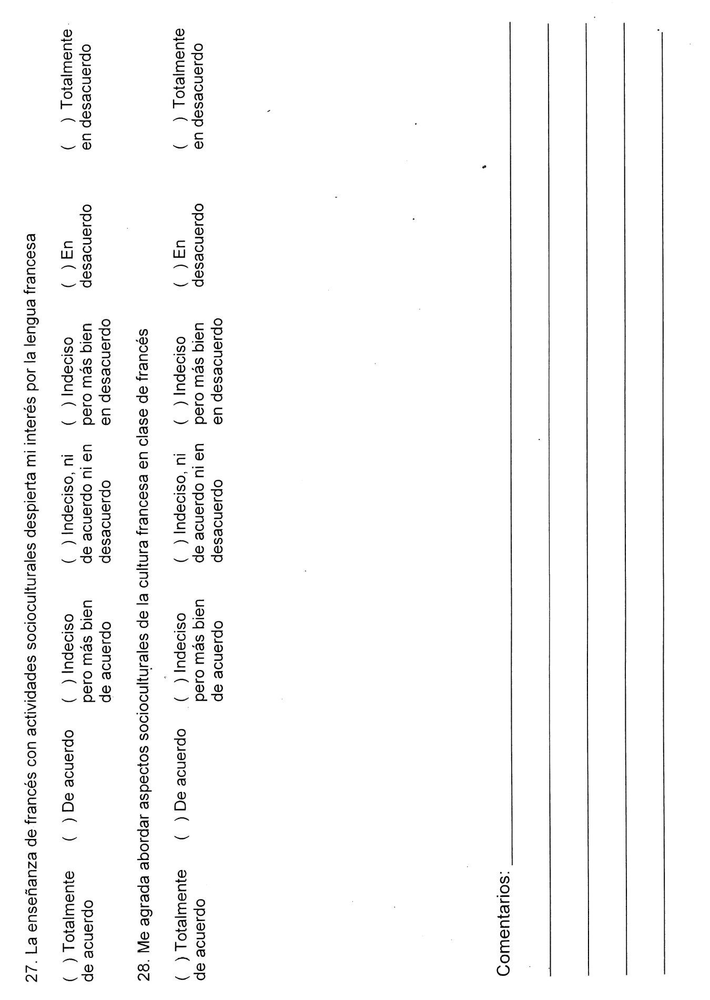 27. La enseñanza de francés con actividades socioculturales despierta mi interés por la lengua francesa
( ) Totalmente de acuerdo
( ) De acuerdo
( ) Indeciso pero más bien de acuerdo
( ) Indeciso, ni de acuerdo ni en desacuerdo
( ) Indeciso pero más bien en desacuerdo
( ) En desacuerdo
( ) Totalmente en desacuerdo
28. Me agrada abordar aspectos socioculturales de la cultura francesa en clase de francés
( ) Totalmente de acuerdo
( ) De acuerdo
( ) Indeciso pero más bien de acuerdo
( ) Indeciso, ni de acuerdo ni en desacuerdo
( ) Indeciso pero más bien en desacuerdo
( ) En desacuerdo
( ) Totalmente en desacuerdo
Comentarios: